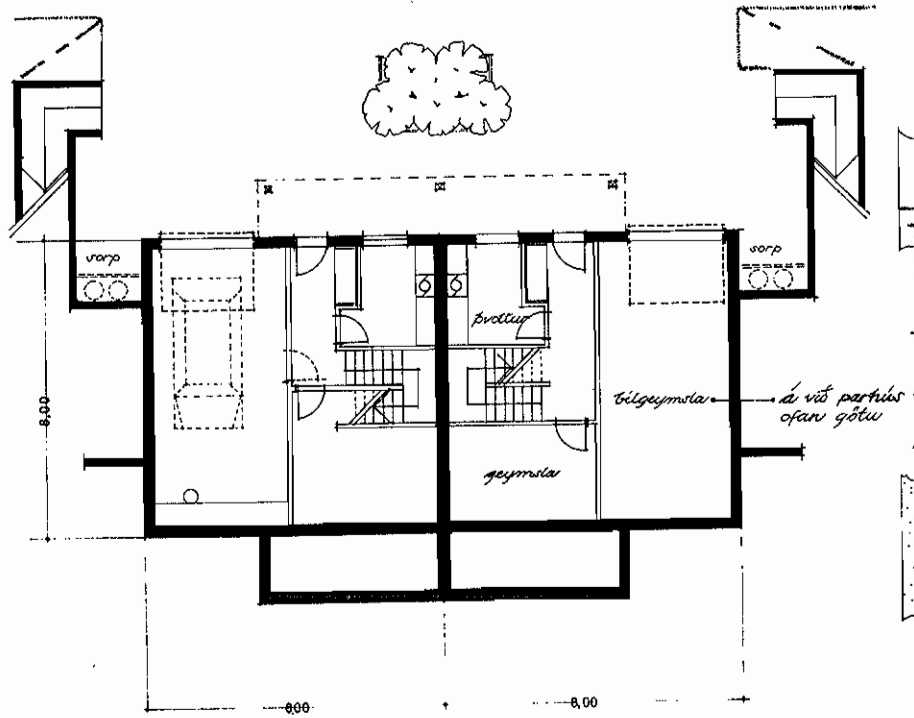 sorp
sorp
þvottur
bílgeymsla
á við parhús
ofan götu
geymsla
8,00
8,00
8,00